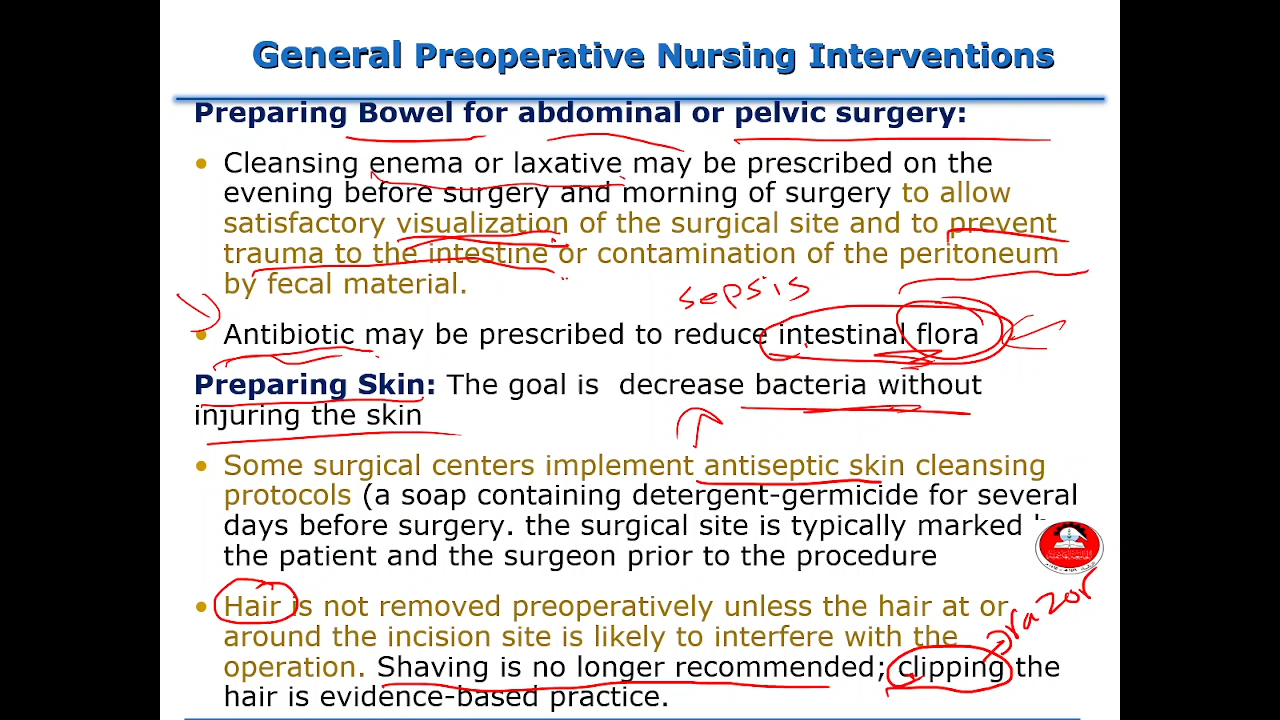 General Preoperative Nursing Interventions
Preparing Bowel for abdominal or pelvic surgery:
• Cleansing enema or laxative may be prescribed on the
evening before surgery and morning of surgery to allow
satisfactory visualization of the surgical site and to prevent
trauma to the intestine or contamination of the peritoneum
by fecal material.
sepsis
• Antibiotic may be prescribed to reduce intestinal flora
Preparing Skin: The goal is decrease bacteria without
injuring the skin
• Some surgical centers implement antiseptic skin cleansing
protocols (a soap containing detergent-germicide for several
days before surgery. the surgical site is typically marked
the patient and the surgeon prior to the procedure
• Hair is not removed preoperatively unless the hair at or
around the incision site is likely to interfere with the
razor
operation. Shaving is no longer recommended; clipping the
hair is evidence-based practice.